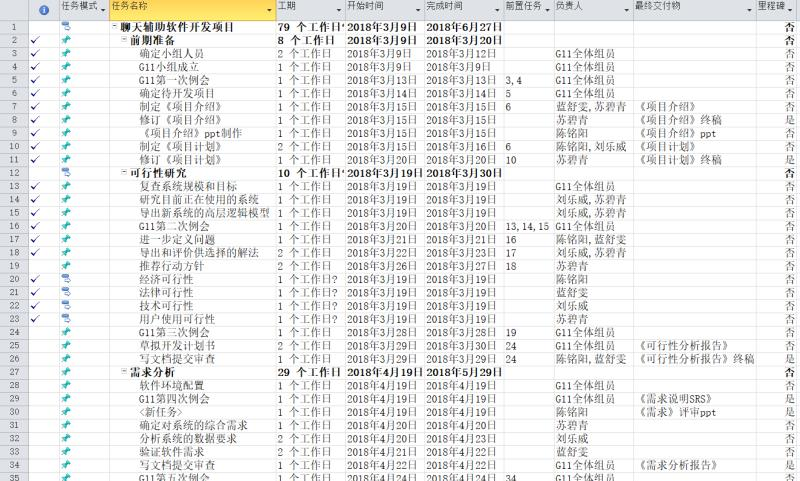 任务模式 任务名称 工期 开始时间 完成时间 前置任务 负责人 最终交付物 里程碑
1 聊天辅助软件开发项目 79 个工作日 2018年3月9日 2018年6月27日 否
2 前期准备 8 个工作日 2018年3月9日 2018年3月20日 否
3 确定小组人员 2 个工作日 2018年3月9日 2018年3月12日 G11全体组员 否
4 G11小组成立 1 个工作日 2018年3月9日 2018年3月9日 G11全体组员 否
5 G11第一次例会 1 个工作日 2018年3月13日 2018年3月13日 3,4 G11全体组员 否
6 确定待开发项目 1 个工作日 2018年3月14日 2018年3月14日 5 G11全体组员 否
7 制定《项目介绍》 1 个工作日 2018年3月15日 2018年3月15日 6 蓝舒雯,苏碧青 《项目介绍》 否
8 修订《项目介绍》 1 个工作日 2018年3月15日 2018年3月15日 苏碧青 《项目介绍》终稿 是
9 《项目介绍》ppt制作 1 个工作日 2018年3月15日 2018年3月15日 陈铭阳 《项目介绍》ppt 否
10 制定《项目计划》 2 个工作日 2018年3月15日 2018年3月16日 6 陈铭阳,刘乐威 《项目计划》 否
11 修订《项目计划》 1 个工作日 2018年3月20日 2018年3月20日 10 苏碧青 《项目计划》终稿 是
12 可行性研究 10 个工作日 2018年3月19日 2018年3月30日 否
13 复查系统规模和目标 1 个工作日 2018年3月19日 2018年3月19日 G11全体组员 否
14 研究目前正在使用的系统 1 个工作日 2018年3月19日 2018年3月19日 刘乐威,苏碧青 否
15 导出新系统的高层逻辑模型 1 个工作日 2018年3月19日 2018年3月19日 刘乐威,苏碧青 否
16 G11第二次例会 1 个工作日 2018年3月20日 2018年3月20日 13,14,15 G11全体组员 否
17 进一步定义问题 1 个工作日 2018年3月21日 2018年3月21日 16 陈铭阳,蓝舒雯 否
18 导出和评价供选择的解法 2 个工作日 2018年3月22日 2018年3月23日 17 刘乐威,苏碧青 否
19 推荐行动方针 2 个工作日 2018年3月26日 2018年3月27日 18 苏碧青 否
20 经济可行性 1 个工作日? 2018年3月19日 2018年3月19日 陈铭阳 否
21 法律可行性 1 个工作日? 2018年3月19日 2018年3月19日 蓝舒雯 否
22 技术可行性 1 个工作日? 2018年3月19日 2018年3月19日 刘乐威 否
23 用户使用可行性 1 个工作日? 2018年3月19日 2018年3月19日 苏碧青 否
24 G11第三次例会 1 个工作日 2018年3月28日 2018年3月28日 19 G11全体组员 否
25 草拟开发计划书 2 个工作日 2018年3月29日 2018年3月30日 24 G11全体组员 《可行性分析报告》 否
26 写文档提交审查 1 个工作日 2018年3月29日 2018年3月29日 24 陈铭阳,蓝舒雯 《可行性分析报告》终稿 是
27 需求分析 29 个工作日 2018年4月19日 2018年5月29日 否
28 软件环境配置 1 个工作日 2018年4月19日 2018年4月19日 G11全体组员 否
29 G11第四次例会 1 个工作日 2018年4月19日 2018年4月19日 G11全体组员 《需求说明SRS》 是
30 <新任务> 1 个工作日 2018年4月19日 2018年4月19日 陈铭阳 《需求》评审ppt 是
31 确定对系统的综合需求 1 个工作日 2018年4月20日 2018年4月20日 苏碧青 否
32 分析系统的数据要求 2 个工作日 2018年4月20日 2018年4月23日 刘乐威 否
33 验证软件需求 2 个工作日 2018年4月21日 2018年4月23日 蓝舒雯 否
34 写文档提交审查 1 个工作日 2018年4月22日 2018年4月22日 G11全体组员 《需求分析报告》 是
35 G11第五次例会 1 个工作日 2018年4月24日 2018年4月24日 34 G11全体组员 否